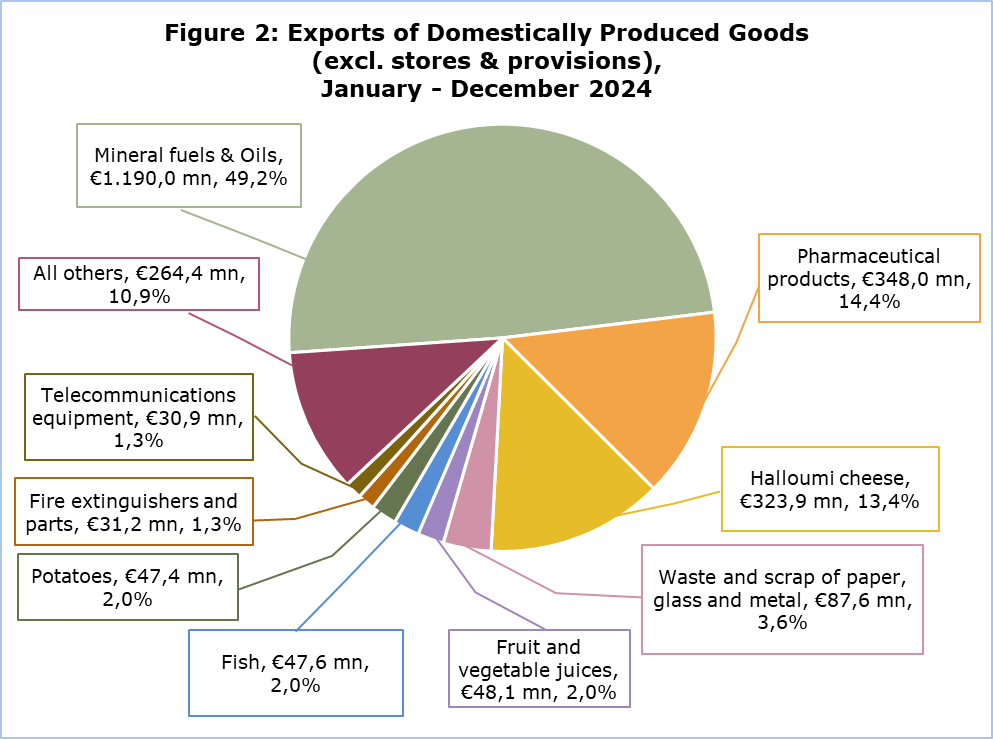 Figure 2: Exports of Domestically Produced Goods
(excl. stores & provisions),
January - December 2024
Mineral fuels & Oils,
€1.190,0 mn, 49,2%
Pharmaceutical
products, €348,0 mn,
14,4%
All others, €264,4 mn,
10,9%
Telecommunications
equipment, €30,9 mn,
1,3%
Halloumi cheese,
€323,9 mn, 13,4%
Fire extinguishers and
parts, €31,2 mn, 1,3%
Potatoes, €47,4 mn,
2,0%
Waste and scrap of paper,
glass and metal, €87,6 mn,
3,6%
Fish, €47,6 mn,
2,0%
Fruit and
vegetable juices,
€48,1 mn, 2,0%